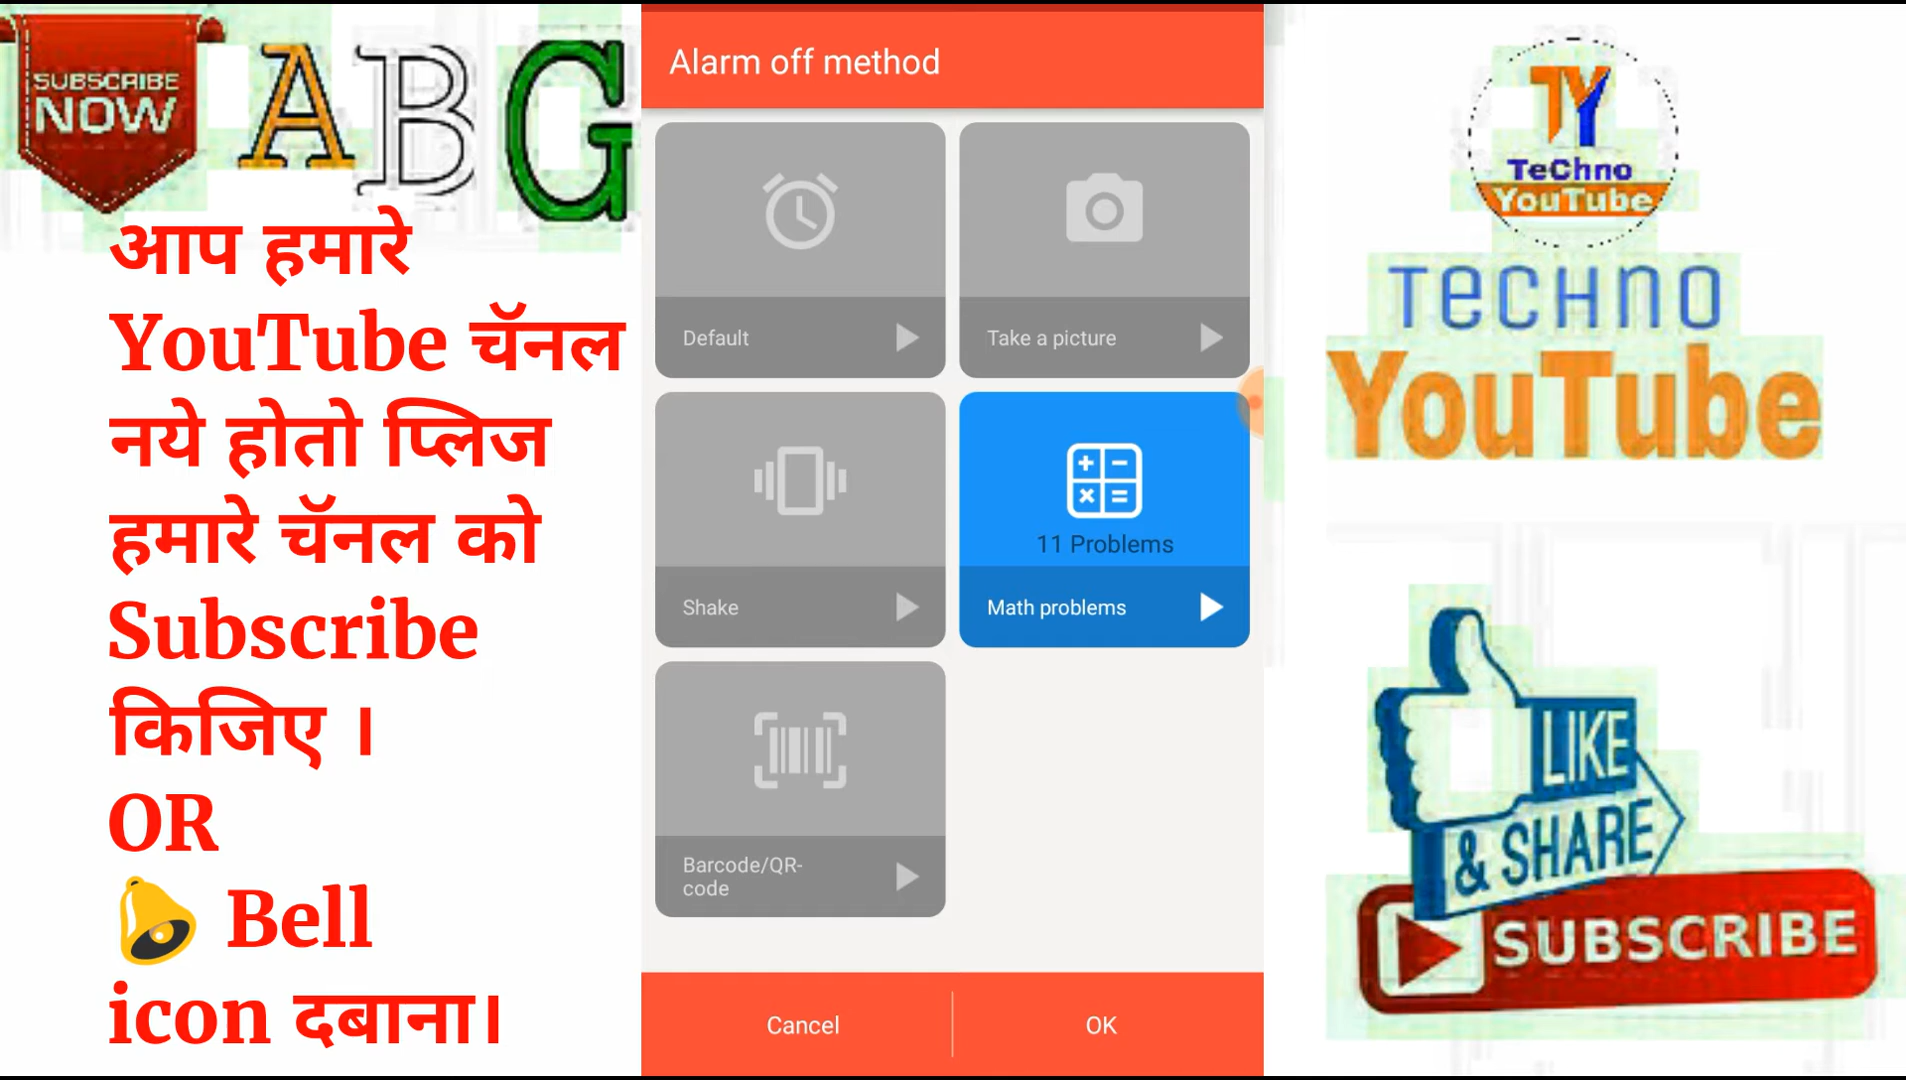 SUBSCRIBE
NOW
A B G
आप हमारे
YouTube चॅनल
नये होतो प्लिज
हमारे चॅनल को
Subscribe
किजिए ।
OR
Bell
icon दबाना।
Alarm off method
Default
Take a picture
Shake
11 Problems
Math problems
Barcode/QR-
code
Cancel
OK
TY
TeChno
YouTube
TECHNO
YouTube
LIKE
& SHARE
SUBSCRIBE